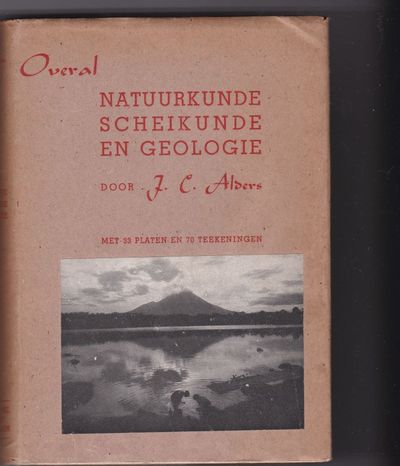 Overal
NATUURKUNDE
SCHEIKUNDE
EN GEOLOGIE
DOOR J. C. Alders
MET 33 PLATEN EN 70 TEEKENINGEN